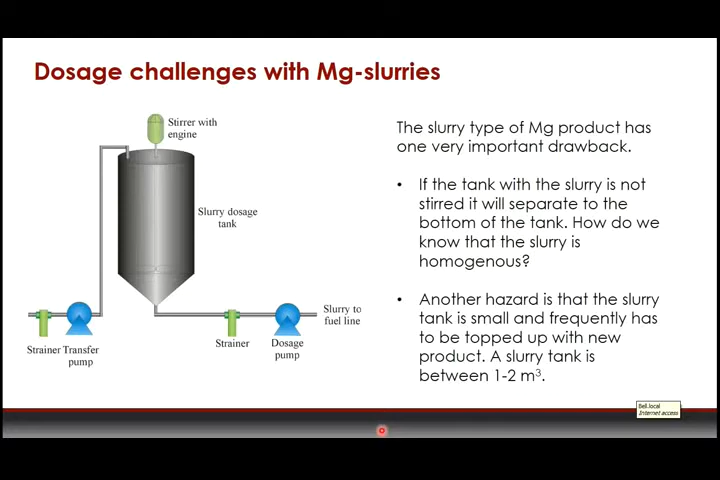 Dosage challenges with Mg-slurries
Stirrer with
engine
Slurry dosage
tank
Slurry to
fuel line
Strainer Transfer
pump
Strainer
Dosage
pump
The slurry type of Mg product has
one very important drawback.
• If the tank with the slurry is not
stirred it will separate to the
bottom of the tank. How do we
know that the slurry is
homogenous?
• Another hazard is that the slurry
tank is small and frequently has
to be topped up with new
product. A slurry tank is
between 1-2 m³.
Bell.local
Internet access